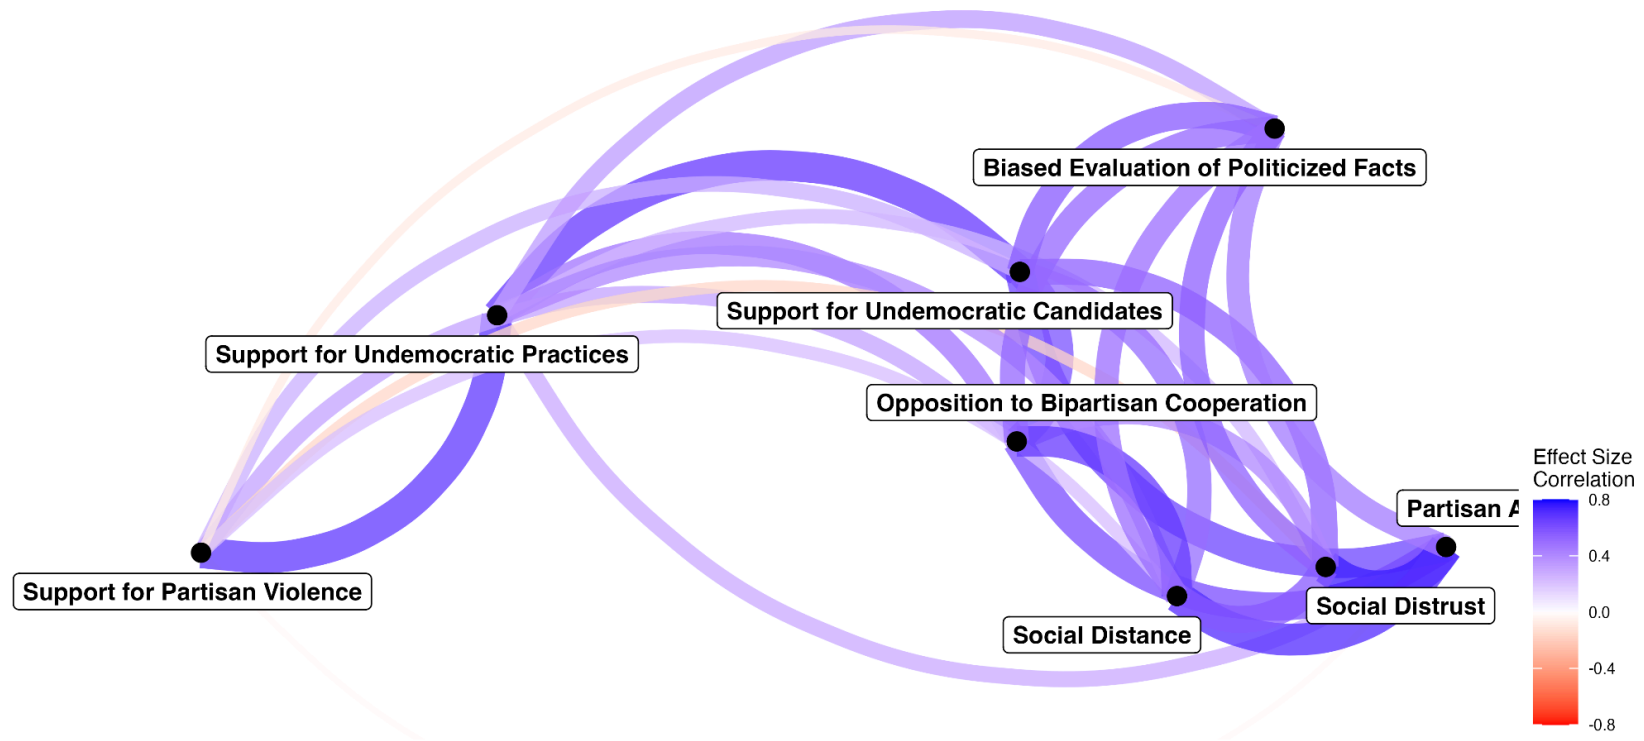 Biased Evaluation of Politicized Facts
Support for Undemocratic Candidates
Support for Undemocratic Practices
Opposition to Bipartisan Cooperation
Effect Size
Correlation
0.8
0.4
0.0
-0.4
-0.8
Partisan A
Support for Partisan Violence
Social Distrust
Social Distance